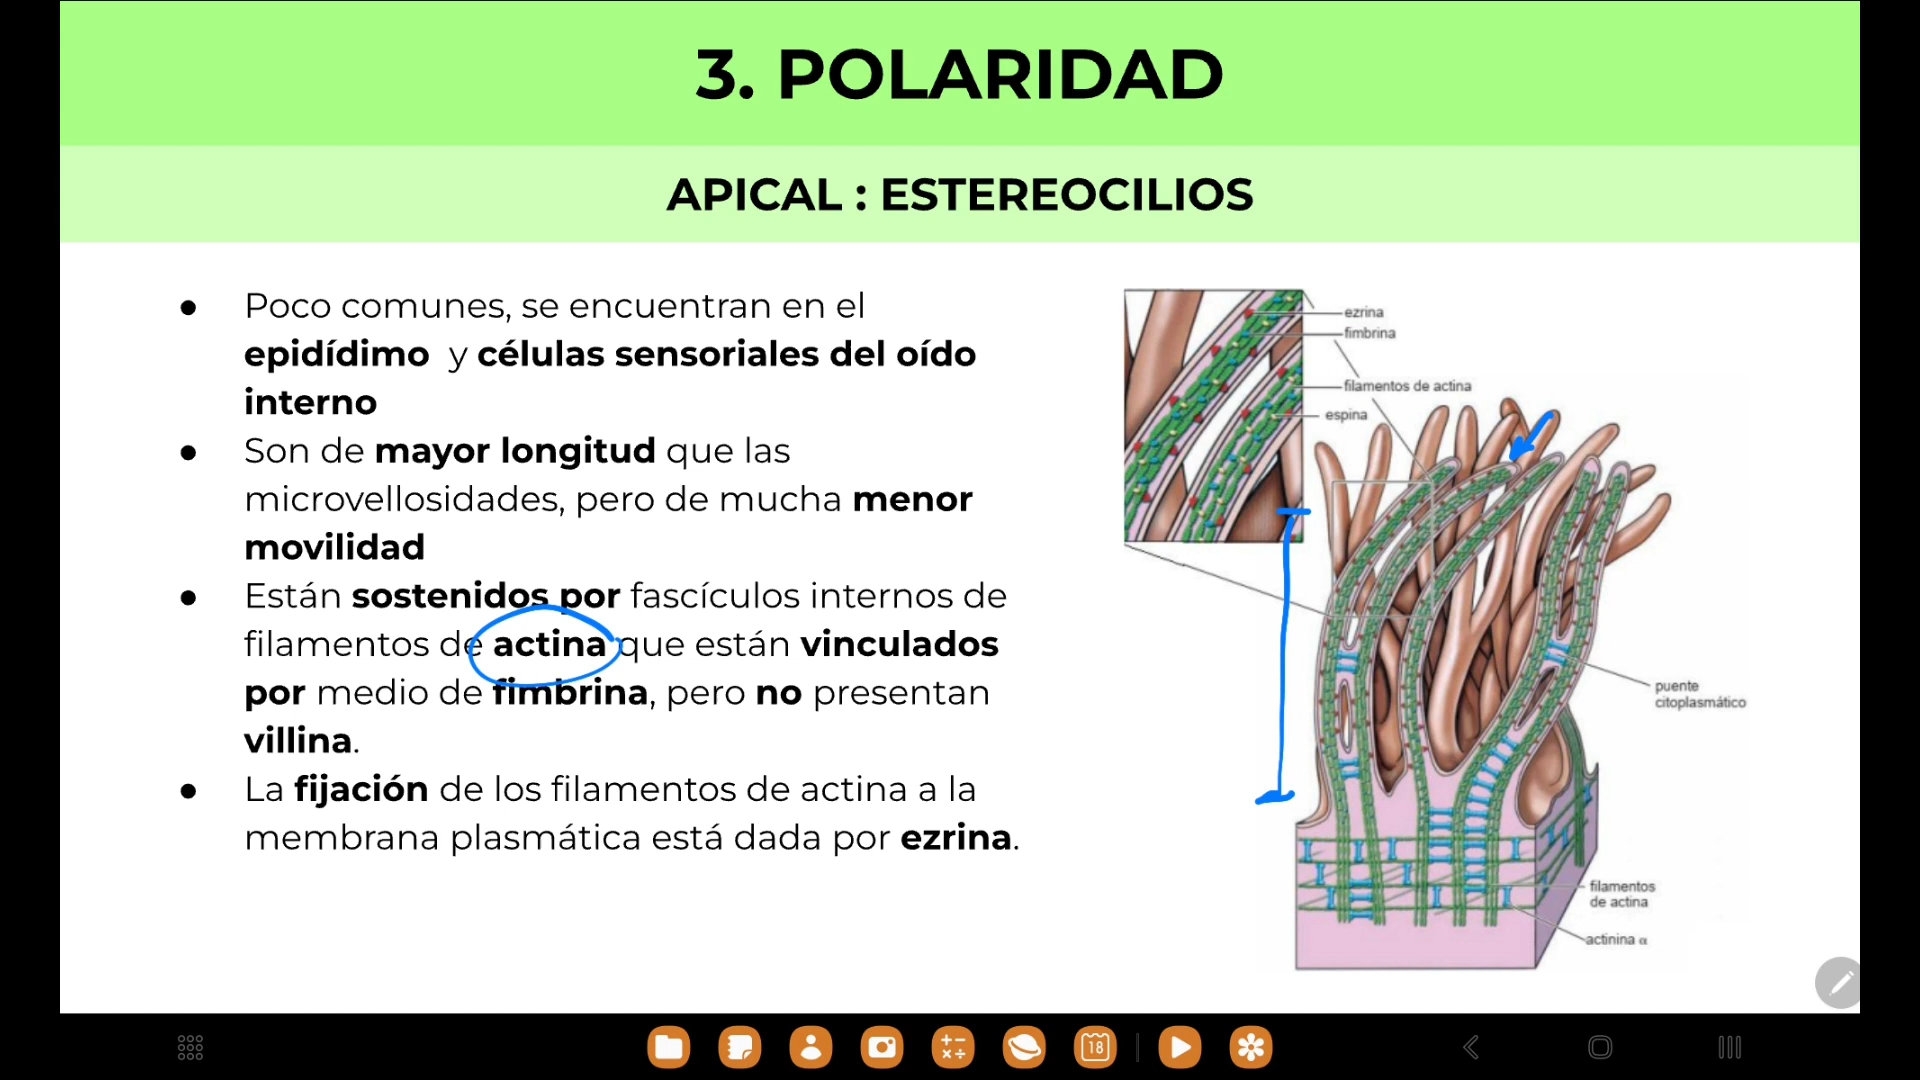 3. POLARIDAD
APICAL : ESTEREOCILIOS
● Poco comunes, se encuentran en el
epidídimo y células sensoriales del oído
interno
● Son de mayor longitud que las
microvellosidades, pero de mucha menor
movilidad
● Están sostenidos por fascículos internos de
filamentos de actina que están vinculados
por medio de fimbrina, pero no presentan
villina.
● La fijación de los filamentos de actina a la
membrana plasmática está dada por ezrina.
ezrina
fimbrina
filamentos de actina
espina
puente
citoplasmático
filamentos
de actina
actinina α
18